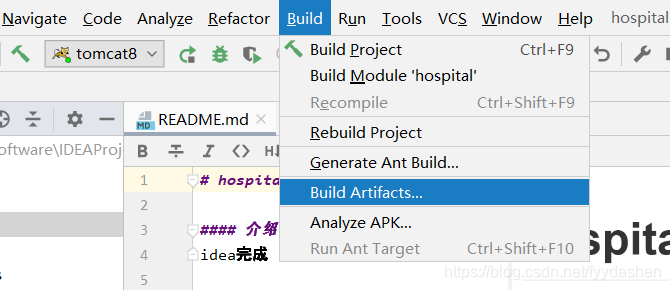 Navigate Code Analyze Refactor Build Run Tools VCS Window Help hospital
tomcat8
Build Project Ctrl+F9
Build Module 'hospital'
Recompile Ctrl+Shift+F9
Rebuild Project
Generate Ant Build...
Build Artifacts...
Analyze APK...
Run Ant Target Ctrl+Shift+F10
README.md
MD
oftware\IDEAProj
B I <>
1 # hospita
2
3 #### 介绍
4 idea完成
5
spita
https://blog.csdn.net/fyydashen_